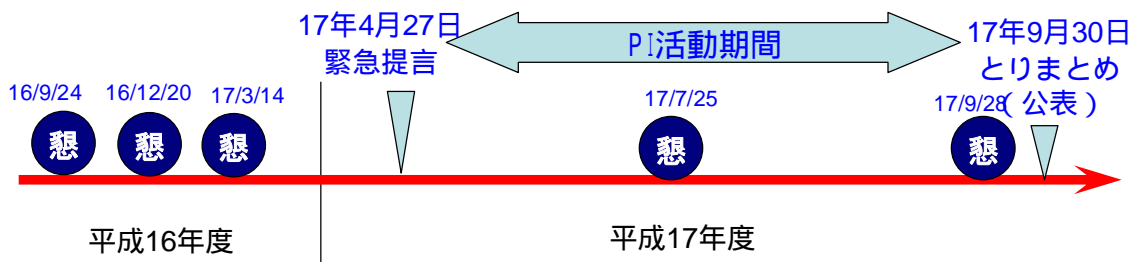 17年4月27日
緊急提言
PI活動期間
17年9月30日
とりまとめ
(公表)
16/9/24
16/12/20
17/3/14
17/7/25
17/9/28
懇
懇
懇
懇
懇
平成16年度
平成17年度